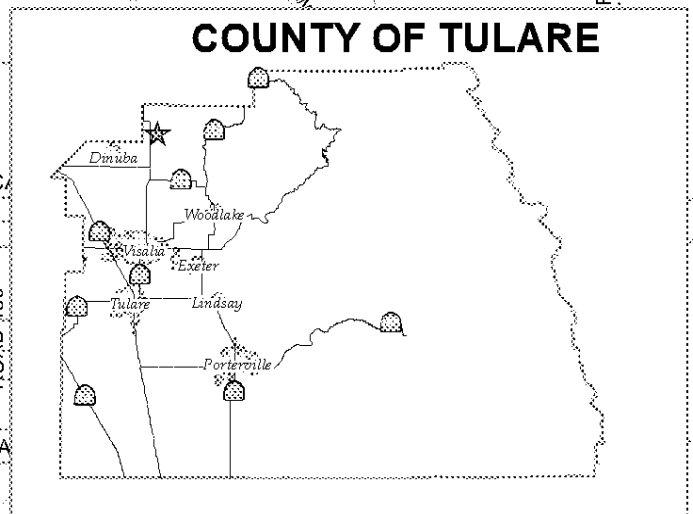 COUNTY OF TULARE
Dinuba
Woodlake
Visalia
Exeter
Tulare
Lindsay
Porterville